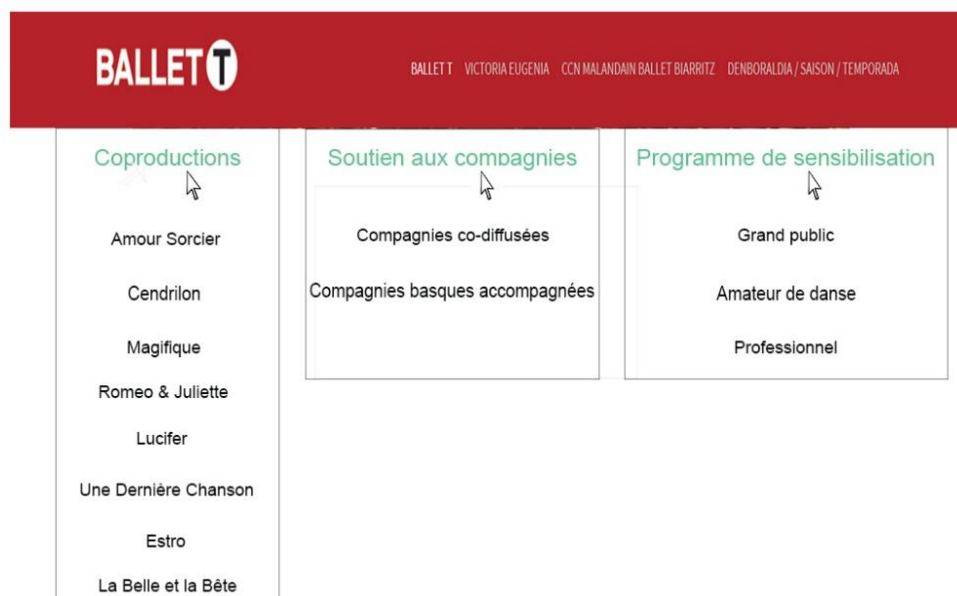 BALLET T
BALLET T VICTORIA EUGENIA CCN MALANDAIN BALLET BIARRITZ DENBORALDIA / SAISON / TEMPORADA
Coproductions
Amour Sorcier
Cendrilon
Magifique
Romeo & Juliette
Lucifer
Une Dernière Chanson
Estro
La Belle et la Bête
Soutien aux compagnies
Compagnies co-diffusées
Compagnies basques accompagnées
Programme de sensibilisation
Grand public
Amateur de danse
Professionnel